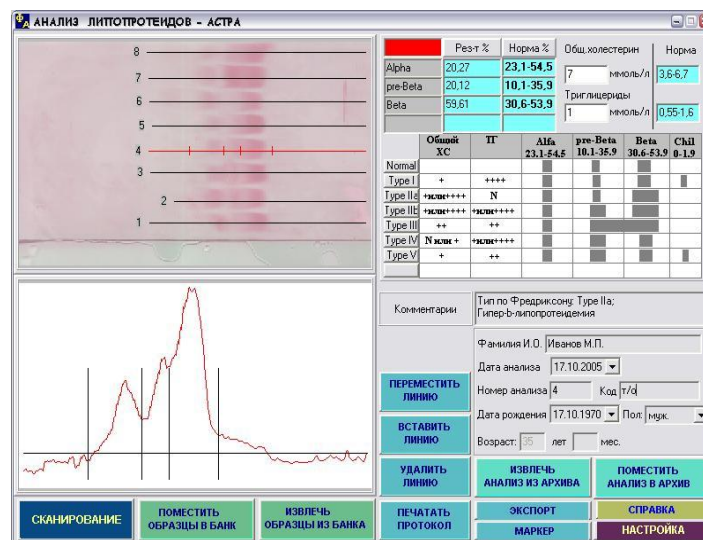 АНАЛИЗ ЛИППОТРОТЕИДОВ - АСТРА
8
7
6
5
4
3
2
1
Рез-т % Норма %
Alpha 20,27 23,1-54,5
pre-Beta 20,12 10,1-35,9
Beta 59,61 30,6-53,9
Общ.холестерин Норма
7 ммоль/л 3,6-6,7
Триглицериды
1 ммоль/л 0,55-1,6
Общий ХС ТГ Alfa 23.1-54.5 pre-Beta 10.1-35.9 Beta 30.6-53.9 Chil 0-1.9
Normal
Type I + ++++
Type IIa +или++++ N
Type IIb +или++++ +или++++
Type III ++ ++
Type IV N или + +или++++
Type V + ++
Комментарии
Тип по Фредриксону: Type IIa;
Гипер-b-липопротеидемия
Фамилия И.О. Иванов М.П.
Дата анализа 17.10.2005
Номер анализа 4 Код т/о
Дата рождения 17.10.1970 Пол: муж.
Возраст: 35 лет мес.
ПЕРЕМЕСТИТЬ
ЛИНИЮ
ВСТАВИТЬ
ЛИНИЮ
УДАЛИТЬ
ЛИНИЮ
ИЗВЛЕЧЬ
АНАЛИЗ ИЗ АРХИВА
ПОМЕСТИТЬ
АНАЛИЗ В АРХИВ
СКАНИРОВАНИЕ
ПОМЕСТИТЬ
ОБРАЗЦЫ В БАНК
ИЗВЛЕЧЬ
ОБРАЗЦЫ ИЗ БАНКА
ПЕЧАТАТЬ
ПРОТОКОЛ
ЭКСПОРТ
СПРАВКА
МАРКЕР
НАСТРОЙКА